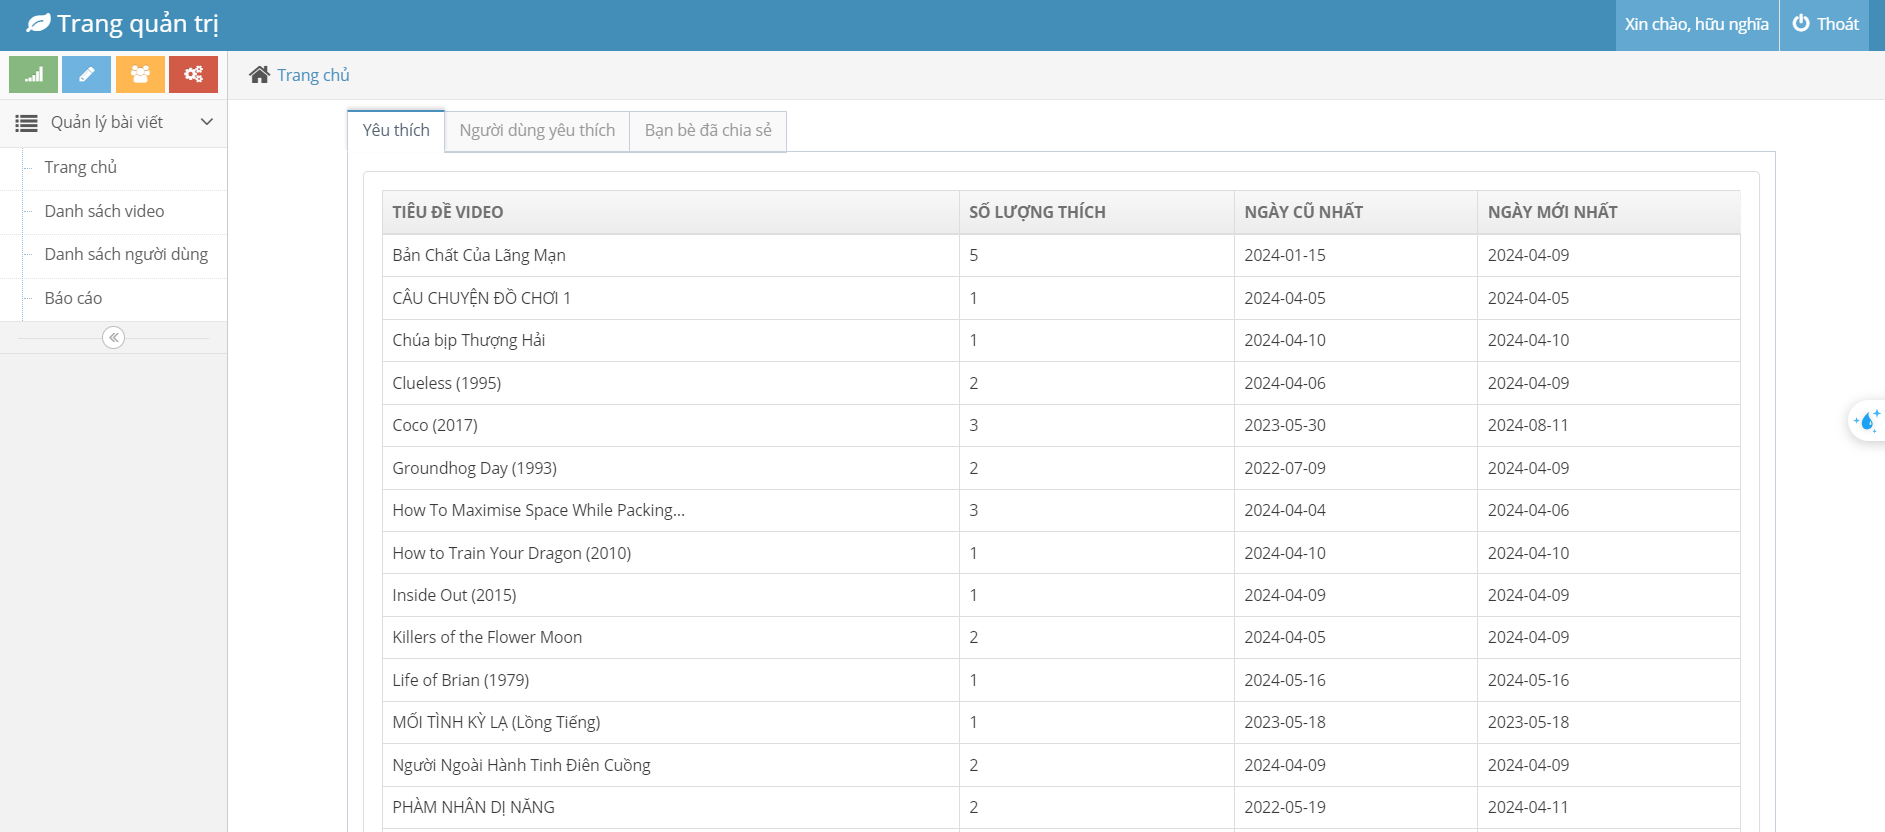 Trang quản trị
Xin chào, hữu nghĩa
Thoát
Trang chủ
Quản lý bài viết
Trang chủ
Danh sách video
Danh sách người dùng
Báo cáo
Yêu thích Người dùng yêu thích Bạn bè đã chia sẻ
TIÊU ĐỀ VIDEO SỐ LƯỢNG THÍCH NGÀY CŨ NHẤT NGÀY MỚI NHẤT
Bản Chất Của Lãng Mạn 5 2024-01-15 2024-04-09
CÂU CHUYỆN ĐỒ CHƠI 1 1 2024-04-05 2024-04-05
Chúa bịp Thượng Hải 1 2024-04-10 2024-04-10
Clueless (1995) 2 2024-04-06 2024-04-09
Coco (2017) 3 2023-05-30 2024-08-11
Groundhog Day (1993) 2 2022-07-09 2024-04-09
How To Maximise Space While Packing... 3 2024-04-04 2024-04-06
How to Train Your Dragon (2010) 1 2024-04-10 2024-04-10
Inside Out (2015) 1 2024-04-09 2024-04-09
Killers of the Flower Moon 2 2024-04-05 2024-04-09
Life of Brian (1979) 1 2024-05-16 2024-05-16
MỐI TÌNH KỲ LẠ (Lồng Tiếng) 1 2023-05-18 2023-05-18
Người Ngoài Hành Tinh Điên Cuồng 2 2024-04-09 2024-04-09
PHÀM NHÂN DỊ NĂNG 2 2022-05-19 2024-04-11